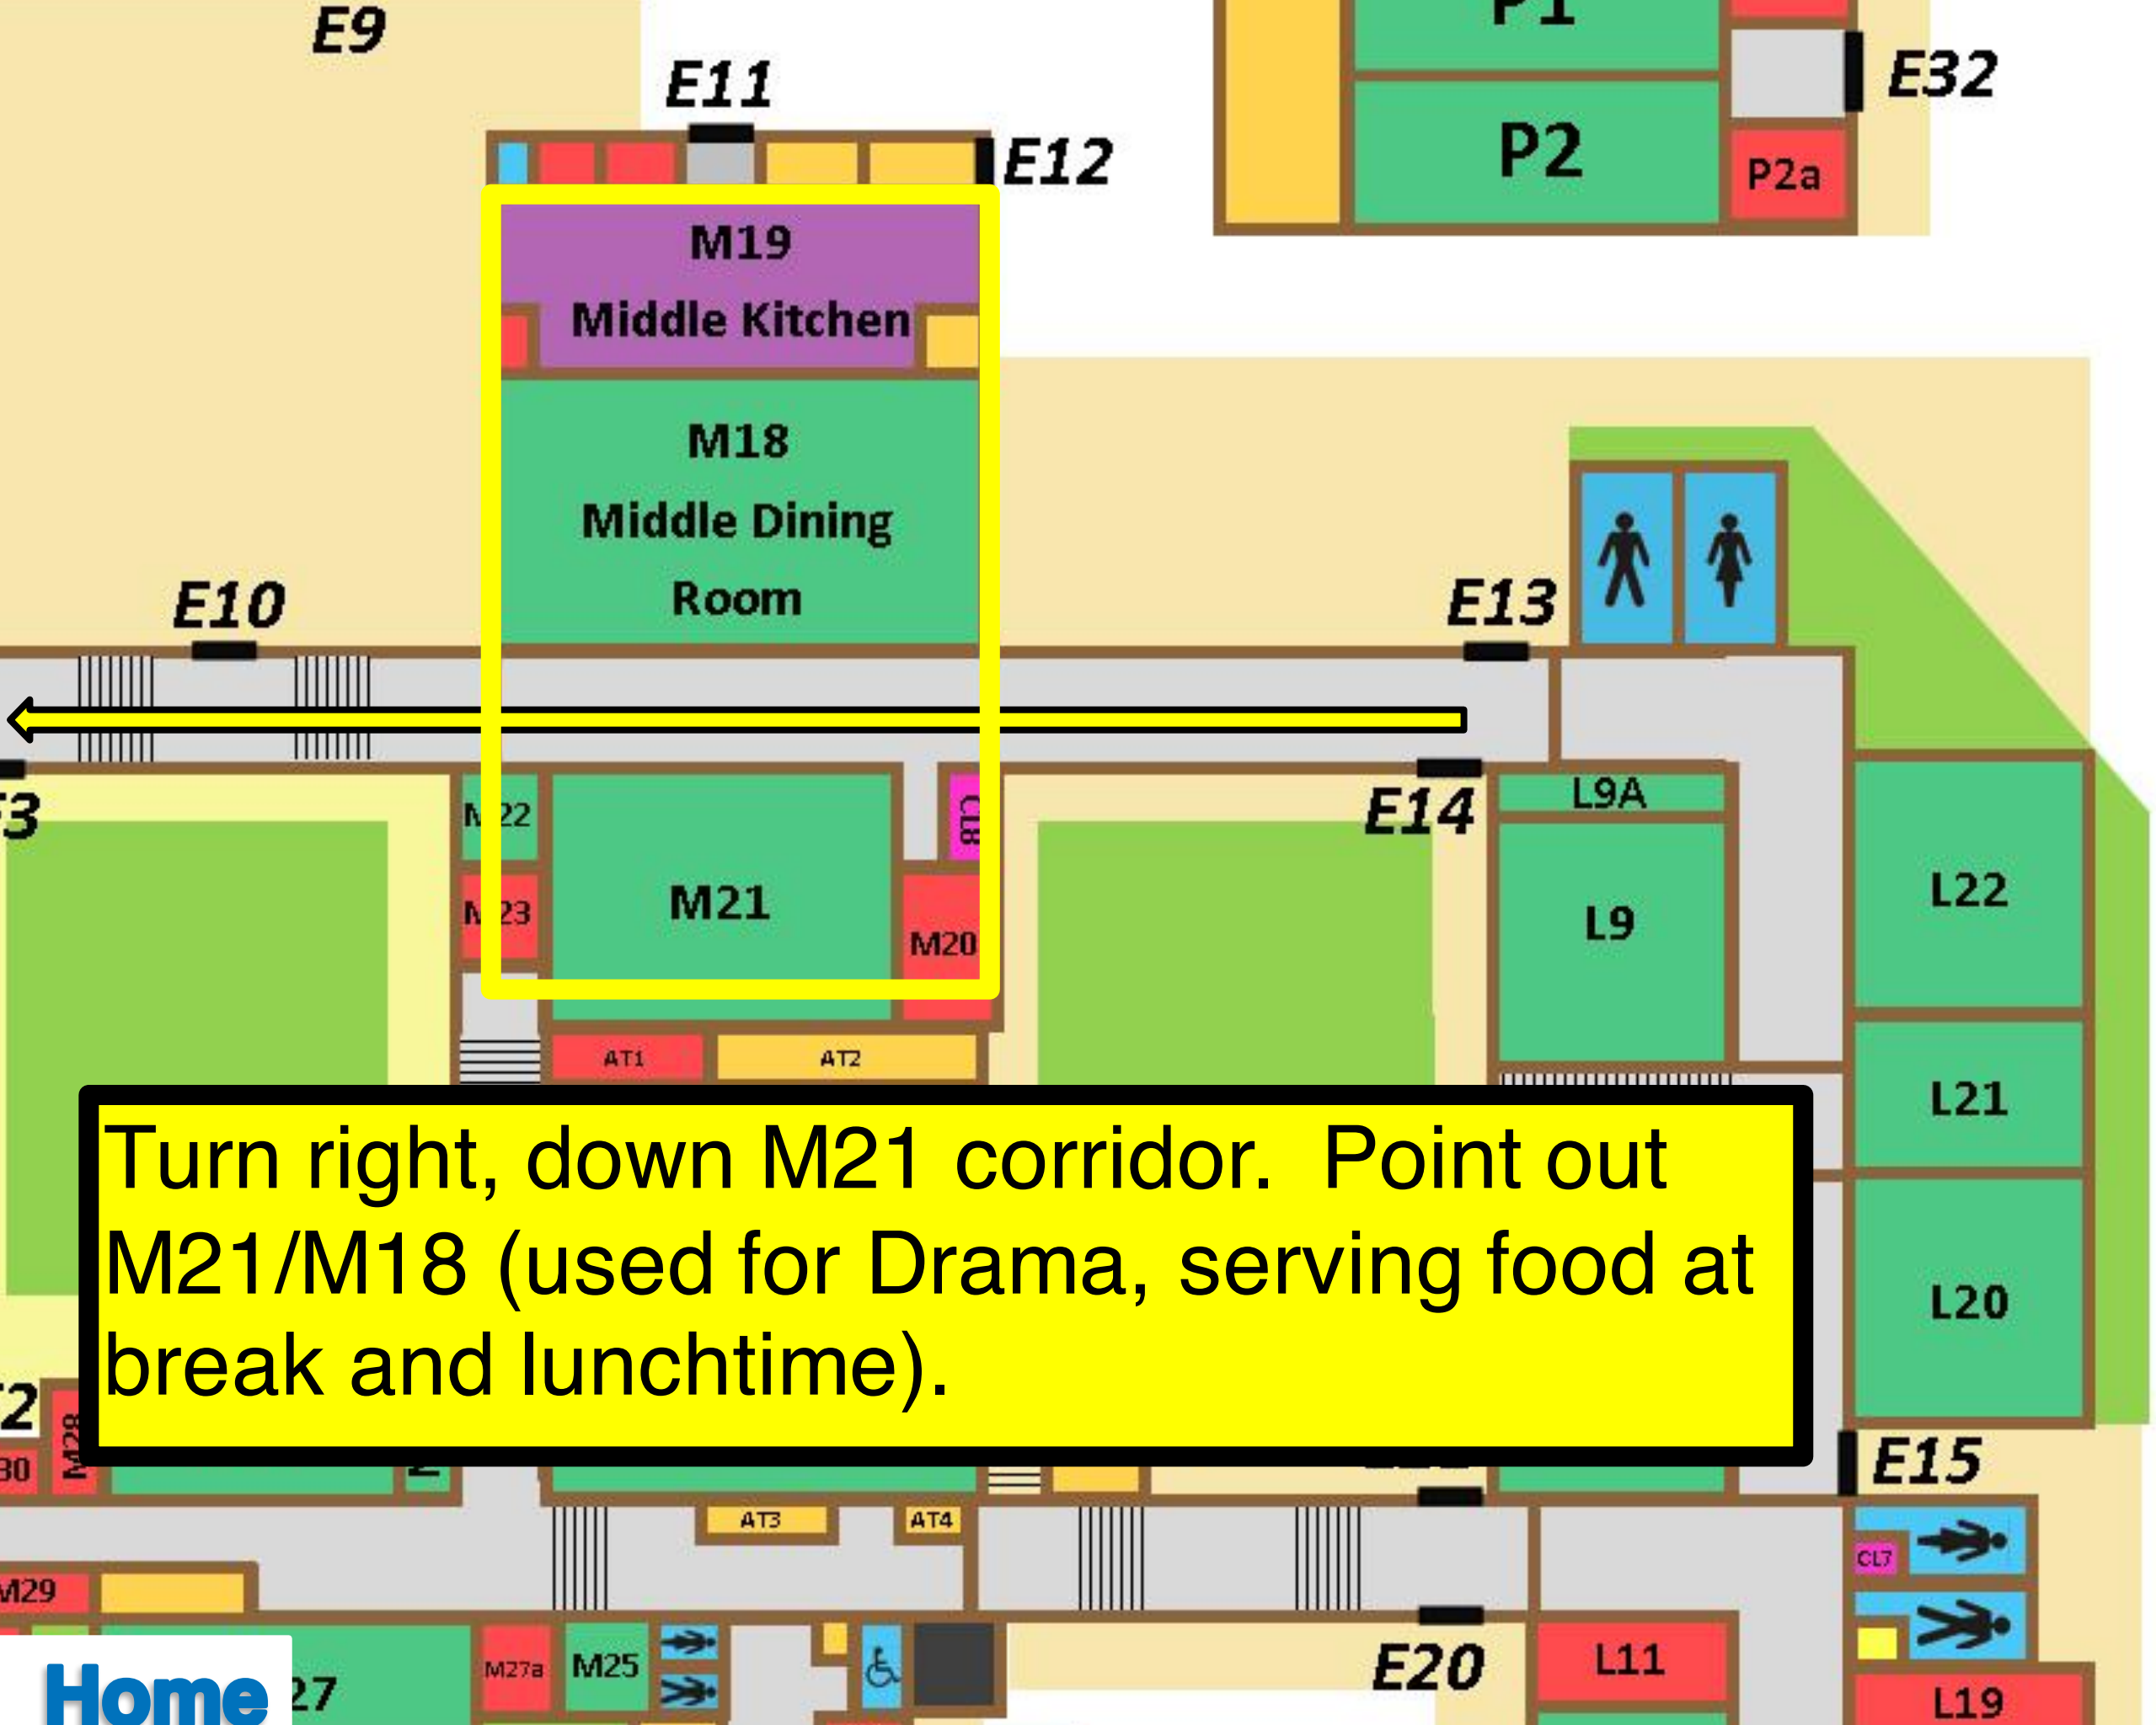 E9
E11
E12
P1
E32
P2
P2a
M19
Middle Kitchen
M18
Middle Dining
Room
E10
E13
E14
M22
M23
M21
CL8
M20
L9A
L9
L22
L21
L20
AT1
AT2
Turn right, down M21 corridor. Point out
M21/M18 (used for Drama, serving food at
break and lunchtime).
M28
E15
AT3
AT4
CL7
M29
M27a
M25
E20
L11
L19
Home